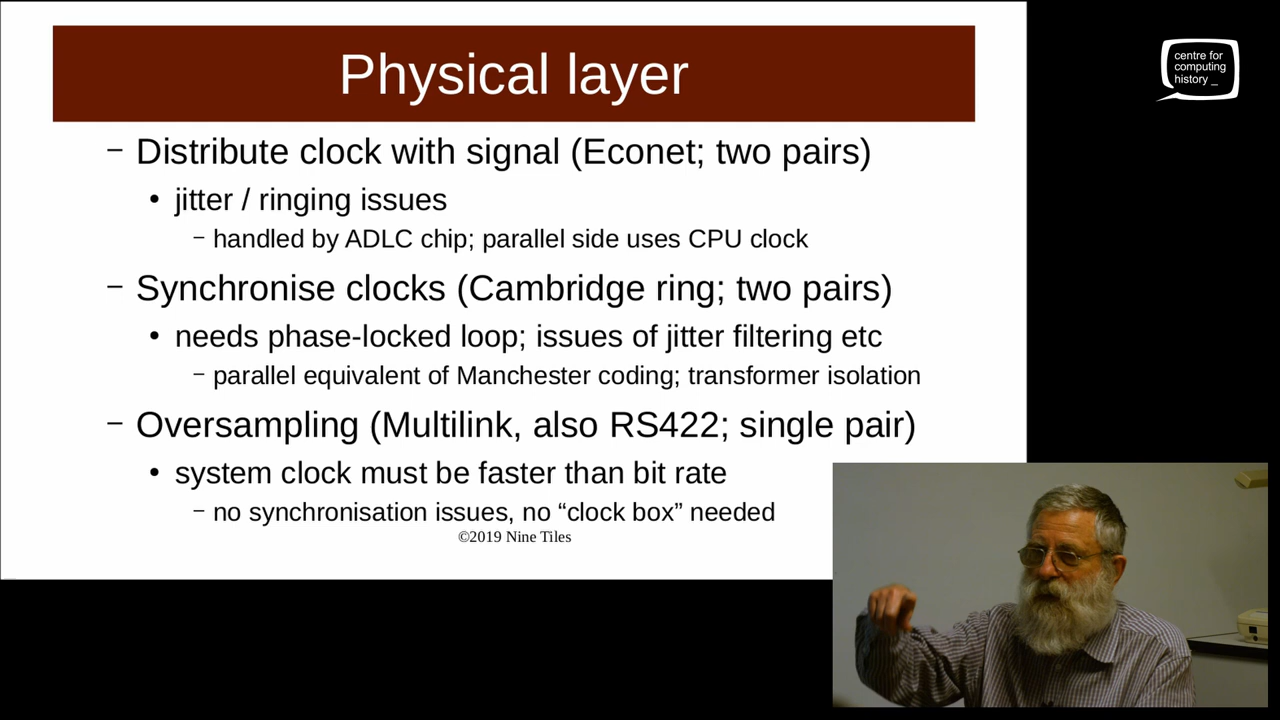 Physical layer
– Distribute clock with signal (Econet; two pairs)
• jitter / ringing issues
– handled by ADLC chip; parallel side uses CPU clock
– Synchronise clocks (Cambridge ring; two pairs)
• needs phase-locked loop; issues of jitter filtering etc
– parallel equivalent of Manchester coding; transformer isolation
– Oversampling (Multilink, also RS422; single pair)
• system clock must be faster than bit rate
– no synchronisation issues, no “clock box” needed
©2019 Nine Tiles
centre for
computing
history _